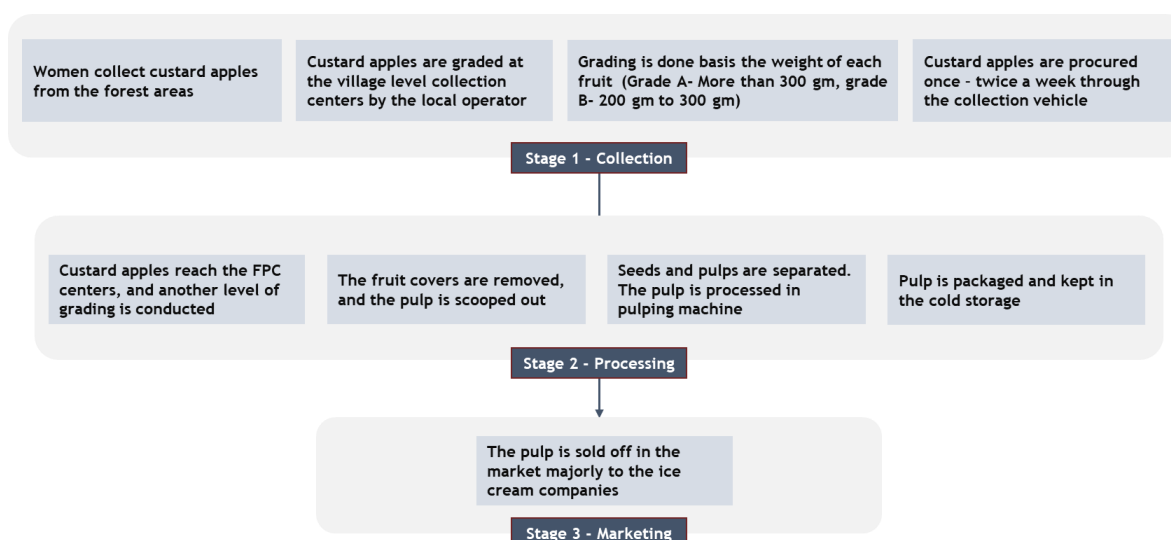 Women collect custard apples
from the forest areas
Custard apples are graded at
the village level collection
centers by the local operator
Grading is done basis the weight of each
fruit  (Grade A- More than 300 gm, grade
B- 200 gm to 300 gm)
Custard apples are procured
once – twice a week through
the collection vehicle
Stage 1 - Collection
Custard apples reach the FPC
centers, and another level of
grading is conducted
The fruit covers are removed,
and the pulp is scooped out
Seeds and pulps are separated.
The pulp is processed in
pulping machine
Pulp is packaged and kept in
the cold storage
Stage 2 - Processing
The pulp is sold off in the
market majorly to the ice
cream companies
Stage 3 - Marketing